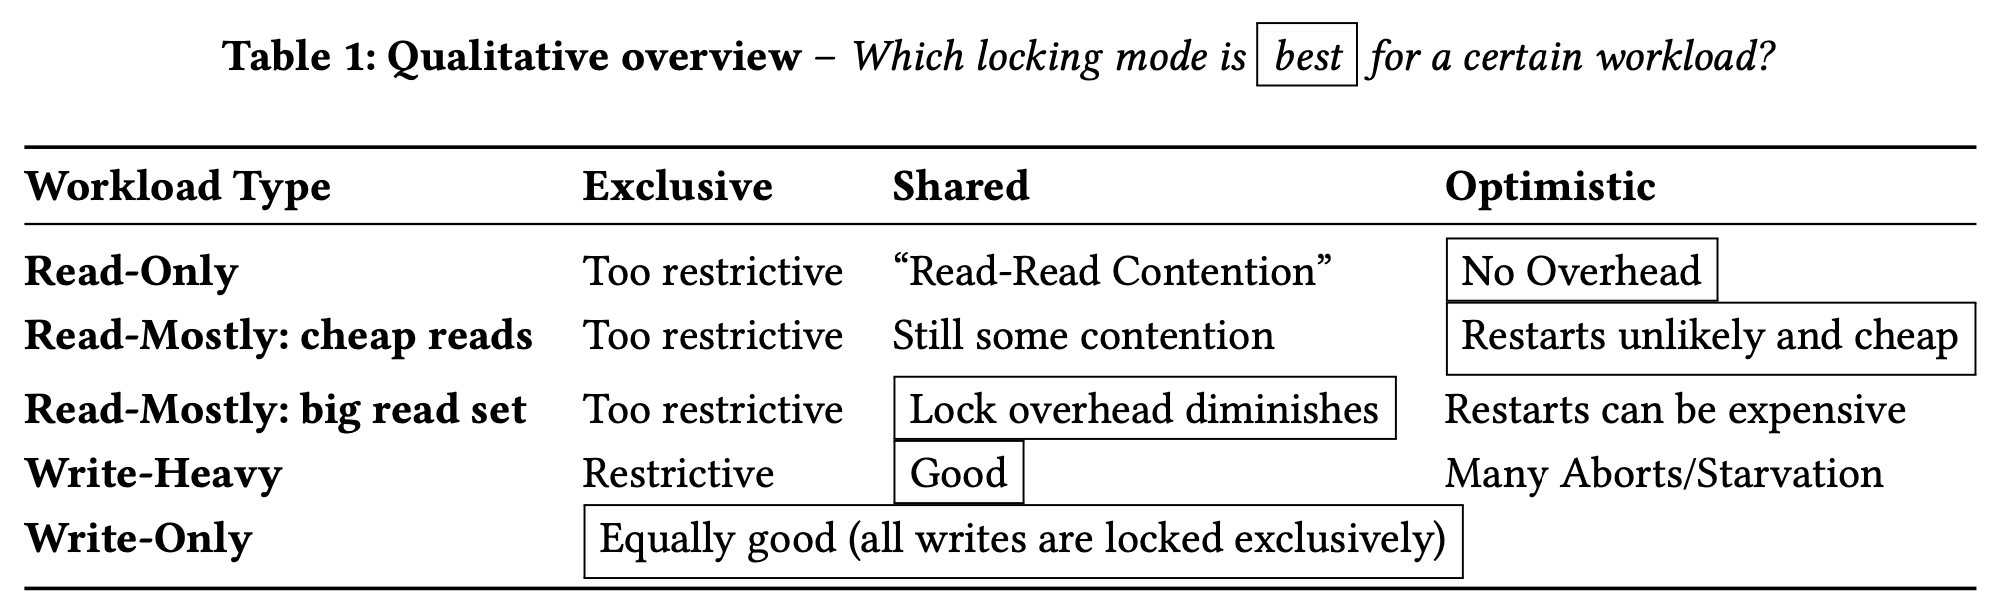 Table 1: Qualitative overview – Which locking mode is best for a certain workload?
Workload Type Exclusive Shared Optimistic
Read-Only Too restrictive “Read-Read Contention” No Overhead
Read-Mostly: cheap reads Too restrictive Still some contention Restarts unlikely and cheap
Read-Mostly: big read set Too restrictive Lock overhead diminishes Restarts can be expensive
Write-Heavy Restrictive Good Many Aborts/Starvation
Write-Only Equally good (all writes are locked exclusively)